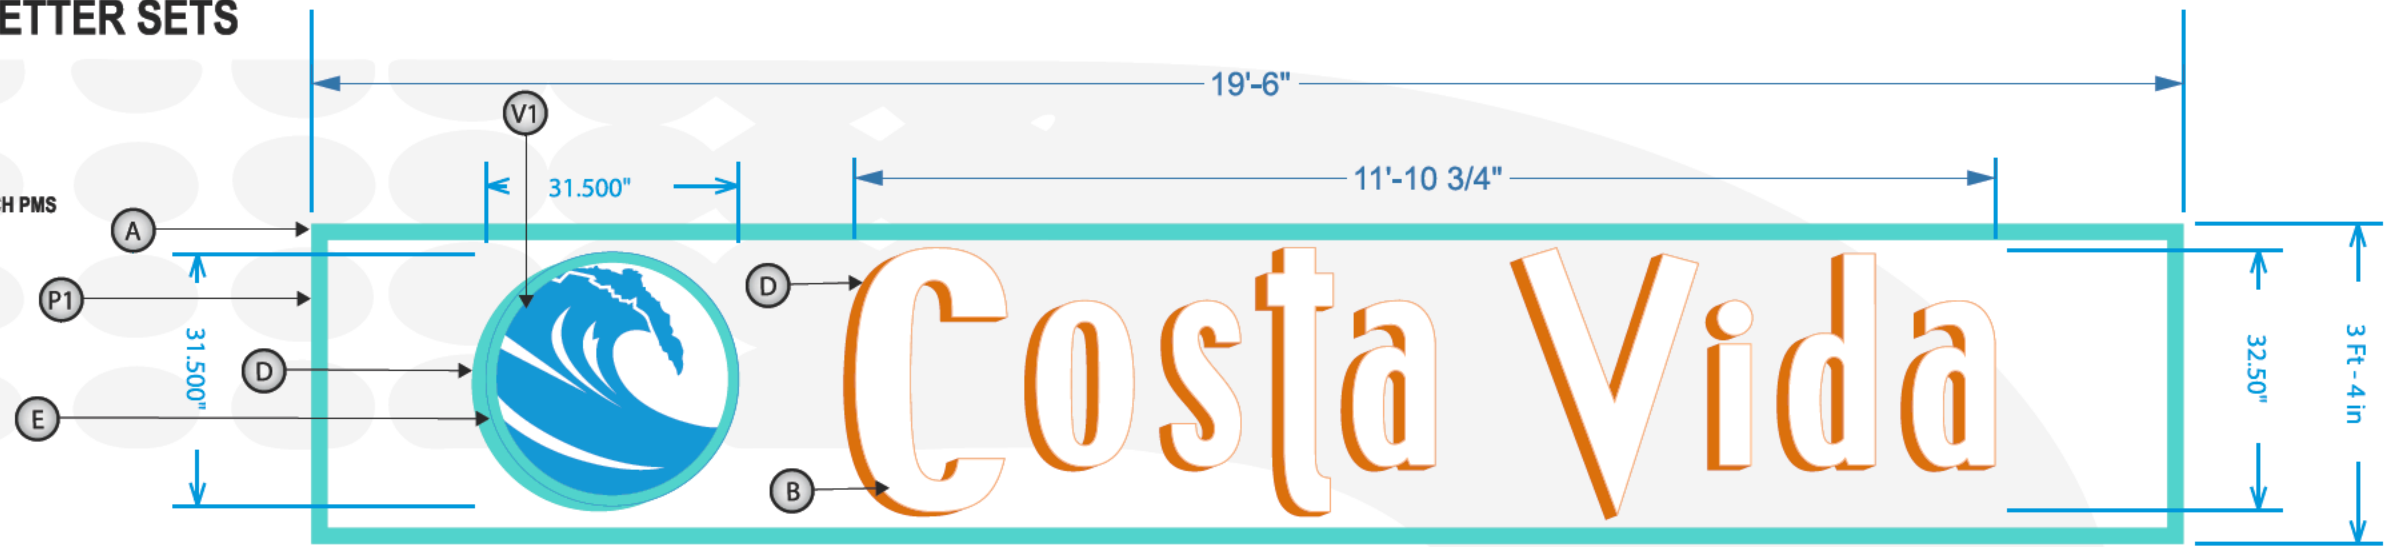 ETTER SETS
19'-6"
V1
31.500"
11'-10 3/4"
CH PMS
A
P1
D
E
31.500"
D
B
Costa Vida
32.50"
3 Ft - 4 in